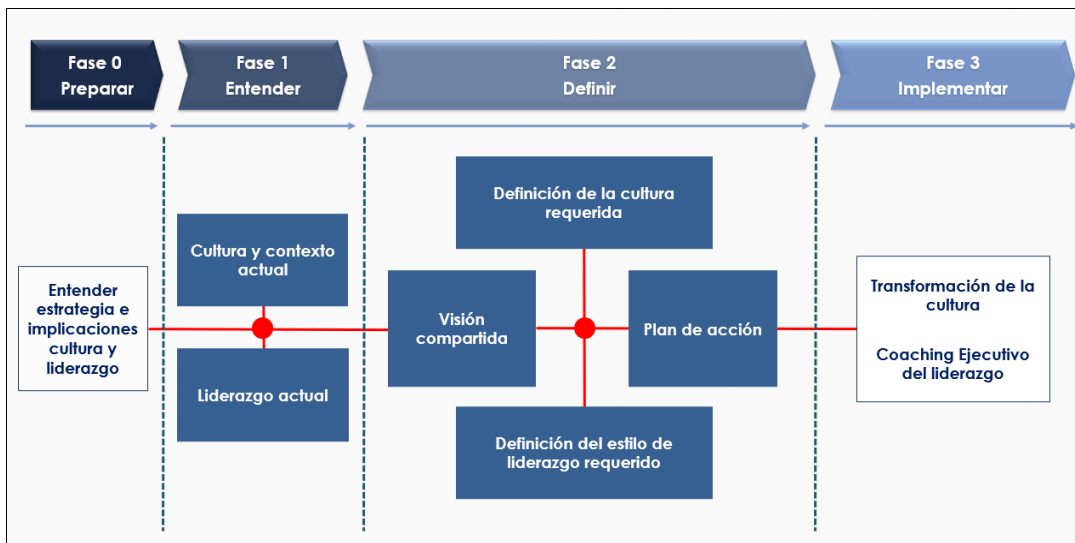 Fase 0
Preparar
Fase 1
Entender
Fase 2
Definir
Fase 3
Implementar
Entender
estrategia e
implicaciones
cultura y
liderazgo
Cultura y contexto
actual
Liderazgo actual
Visión
compartida
Definición de la cultura
requerida
Plan de acción
Definición del estilo de
liderazgo requerido
Transformación de la
cultura
Coaching Ejecutivo
del liderazgo